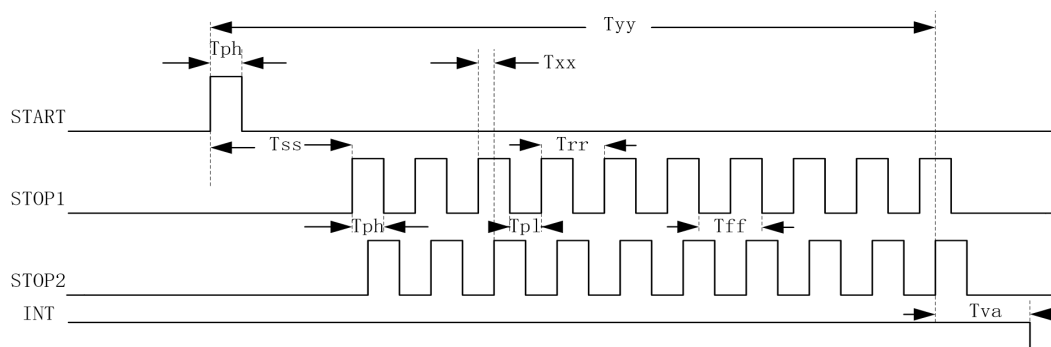 Tyy
Tph
Txx
START
Tss
Trr
STOP1
Tph
Tpl
Tff
STOP2
INT
Tva